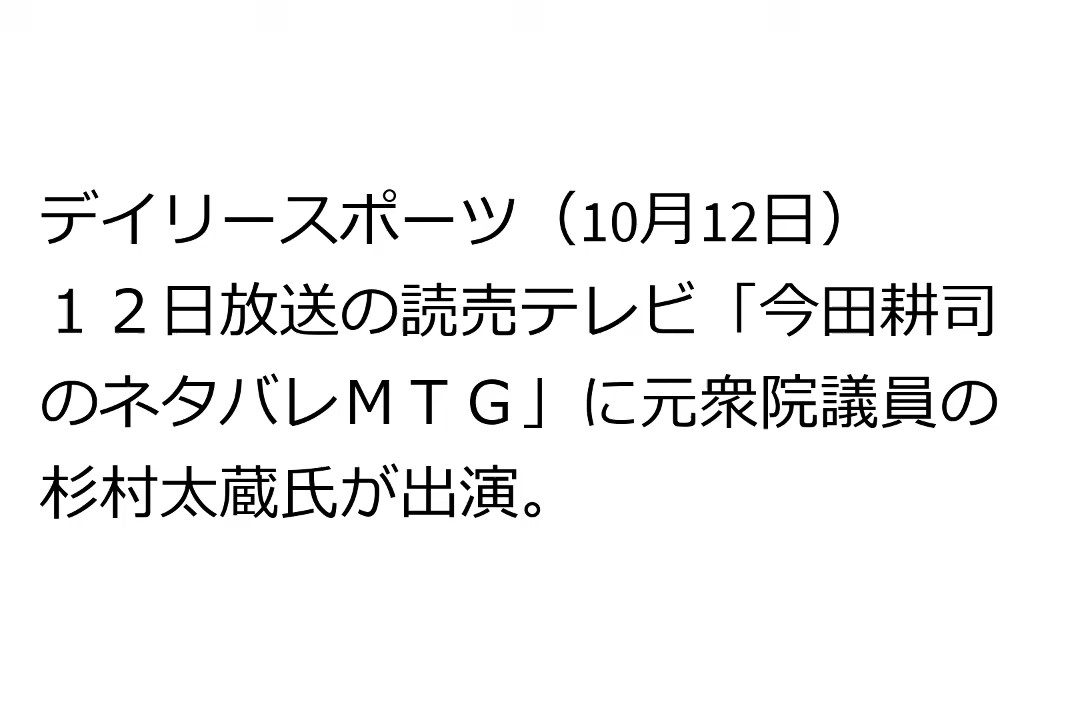 デイリースポーツ（10月12日）
１２日放送の読売テレビ「今田耕司
のネタバレＭＴＧ」に元衆院議員の
杉村太蔵氏が出演。